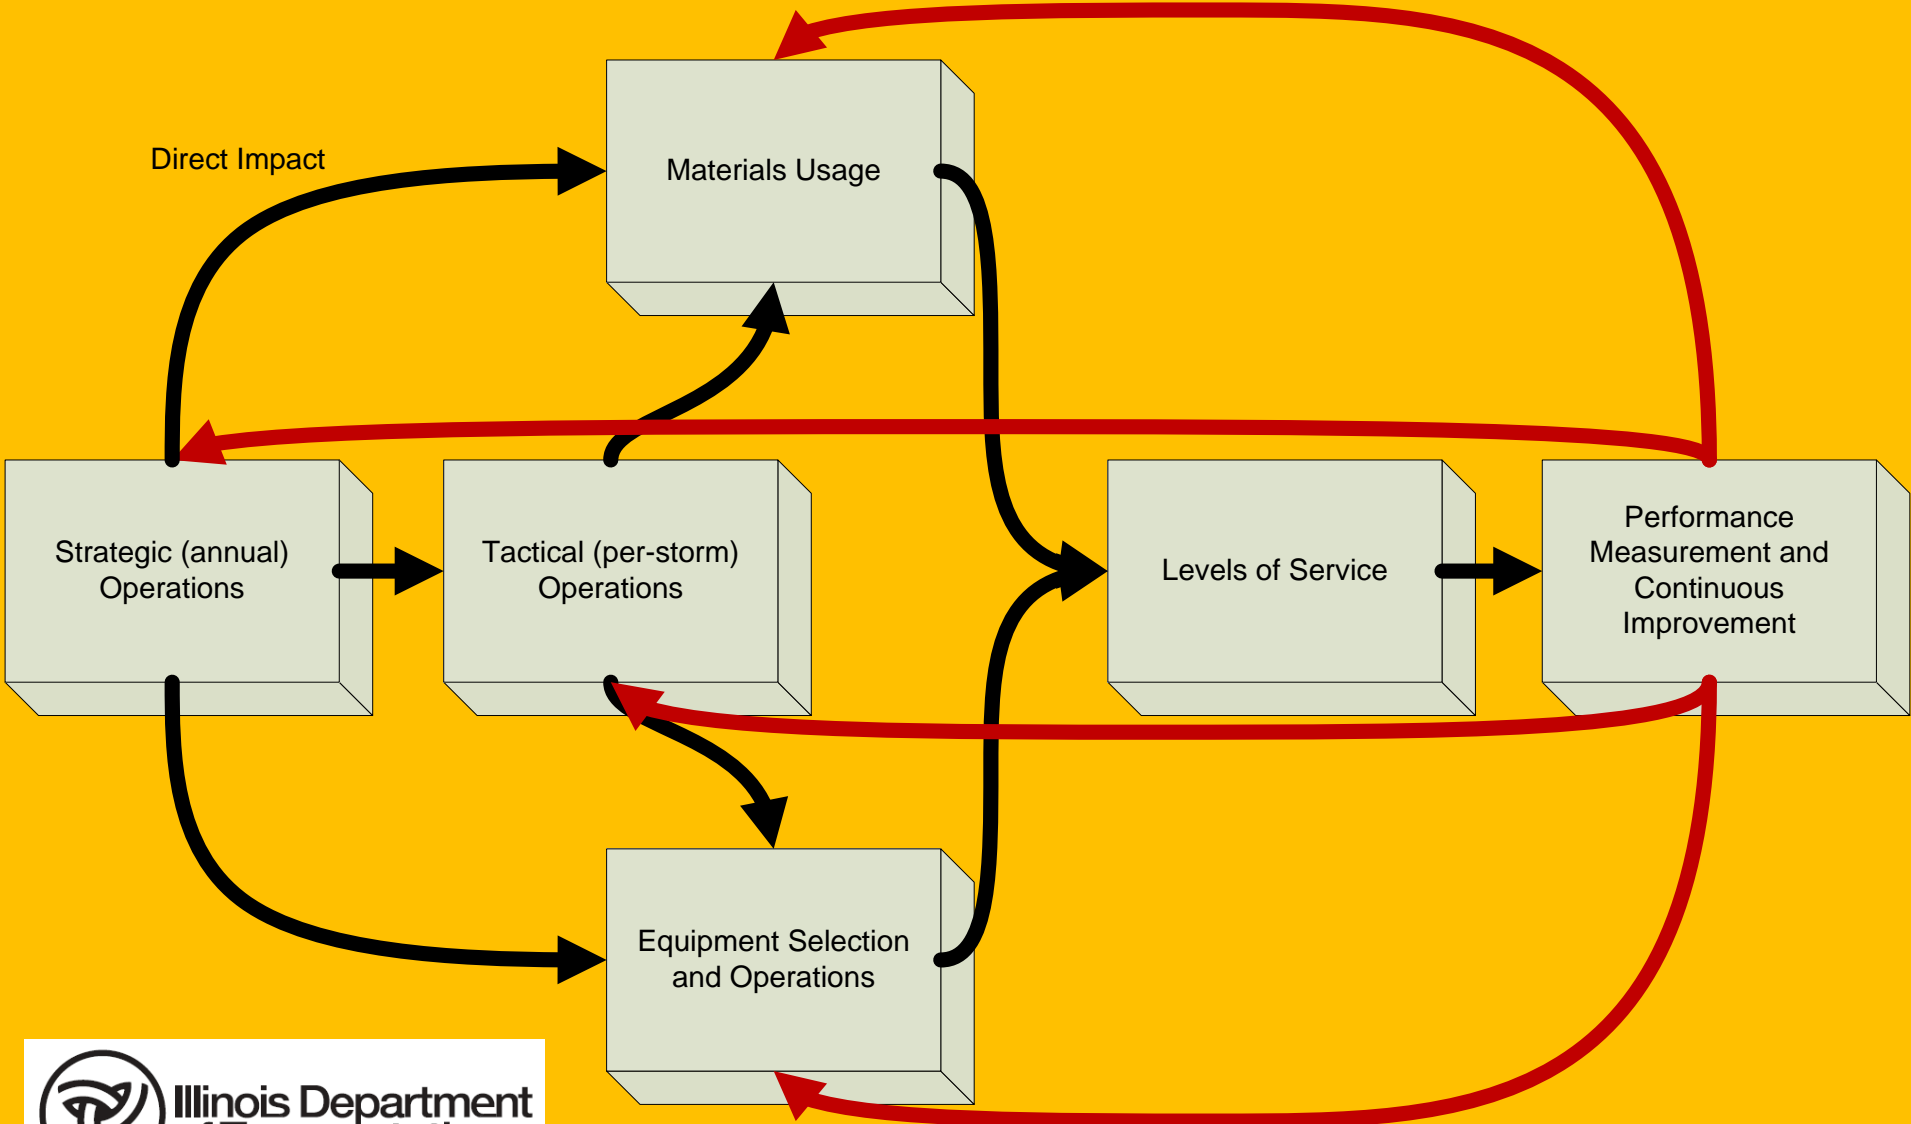 Direct Impact
Materials Usage
Strategic (annual)
Operations
Tactical (per-storm)
Operations
Levels of Service
Performance
Measurement and
Continuous
Improvement
Equipment Selection
and Operations
Illinois Department